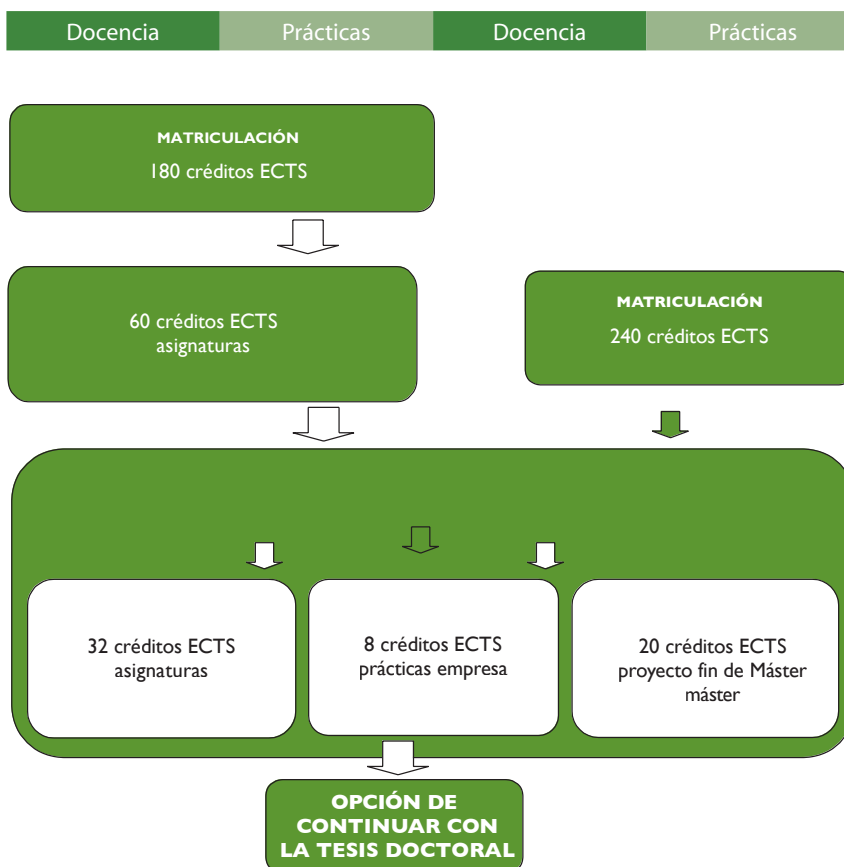 Docencia Prácticas Docencia Prácticas
MATRICULACIÓN
180 créditos ECTS
60 créditos ECTS
asignaturas
MATRICULACIÓN
240 créditos ECTS
32 créditos ECTS
asignaturas
8 créditos ECTS
prácticas empresa
20 créditos ECTS
proyecto fin de Máster
máster
OPCIÓN DE
CONTINUAR CON
LA TESIS DOCTORAL